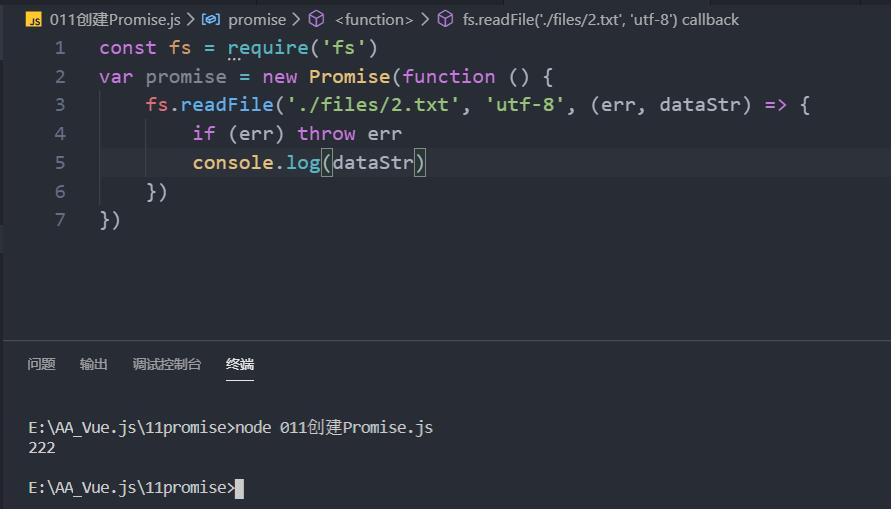 JS 011创建Promise.js > promise > <function> > fs.readFile('./files/2.txt', 'utf-8') callback
1 const fs = require('fs')
2 var promise = new Promise(function () {
3 fs.readFile('./files/2.txt', 'utf-8', (err, dataStr) => {
4 if (err) throw err
5 console.log(dataStr)
6 })
7 })
问题 输出 调试控制台 终端
E:\AA_Vue.js\11promise>node 011创建Promise.js
222
E:\AA_Vue.js\11promise>